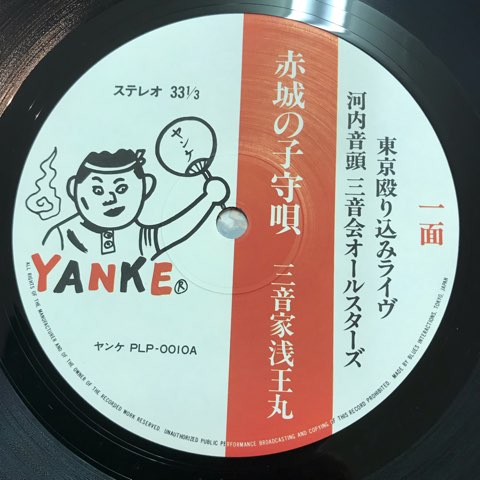 一面
東京殴り込みライヴ
河内音頭 三音会オールスターズ
赤城の子守唄 三音家浅王丸
ステレオ 33 1/3
ヤンケ
YANKE®
ヤンケ PLP-0010A
ALL RIGHTS OF THE MANUFACTURER AND OF THE OWNER OF THE RECORDED WORK RESERVED. UNAUTHORIZED PUBLIC PERFORMANCE BROADCASTING AND COPYING OF THIS RECORD PROHIBITED. MADE BY BLUES INTERACTIONS, TOKYO JAPAN